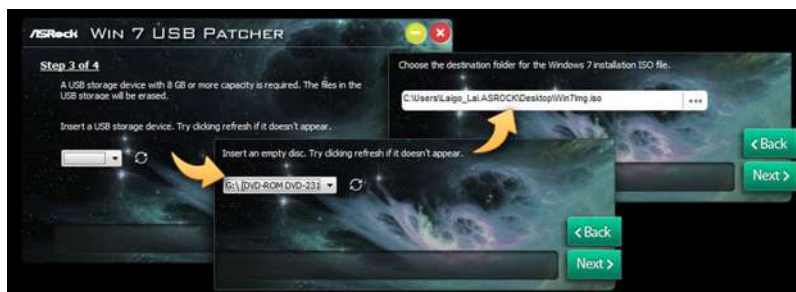 ASRock WIN 7 USB PATCHER
Step 3 of 4
A USB storage device with 8 GB or more capacity is required. The files in the
USB storage will be erased.
Insert a USB storage device. Try clicking refresh if it doesn't appear.
Insert an empty disc. Try clicking refresh if it doesn't appear.
G:\ [DVD-ROM DVD-231
< Back
Next >
Choose the destination folder for the Windows 7 installation ISO file.
C:\Users\Laigo_Lai.ASROCK\Desktop\Win7Img.iso
...
< Back
Next >